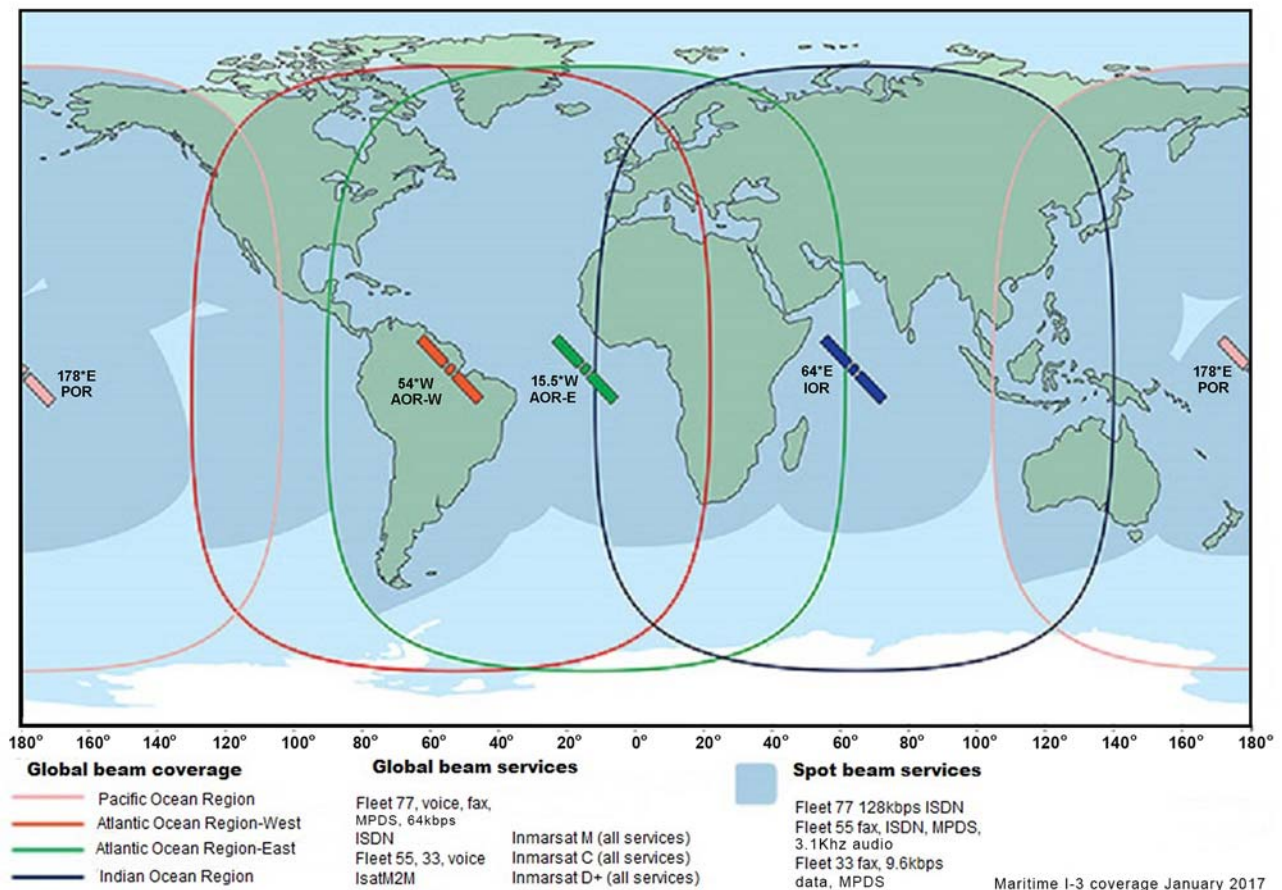 178*E
POR
54*W
AOR-W
15.5*W
AOR-E
64*E
IOR
178*E
POR
180° 160° 140° 120° 100° 80° 60° 40° 20° 0° 20° 40° 60° 80° 100° 120° 140° 160° 180°
Global beam coverage
Pacific Ocean Region
Atlantic Ocean Region-West
Atlantic Ocean Region-East
Indian Ocean Region
Global beam services
Fleet 77, voice, fax,
MPDS, 64kbps
ISDN
Fleet 55, 33, voice
IsatM2M
Inmarsat M (all services)
Inmarsat C (all services)
Inmarsat D+ (all services)
Spot beam services
Fleet 77 128kbps ISDN
Fleet 55 fax, ISDN, MPDS,
3.1Khz audio
Fleet 33 fax, 9.6kbps
data, MPDS
Maritime I-3 coverage January 2017